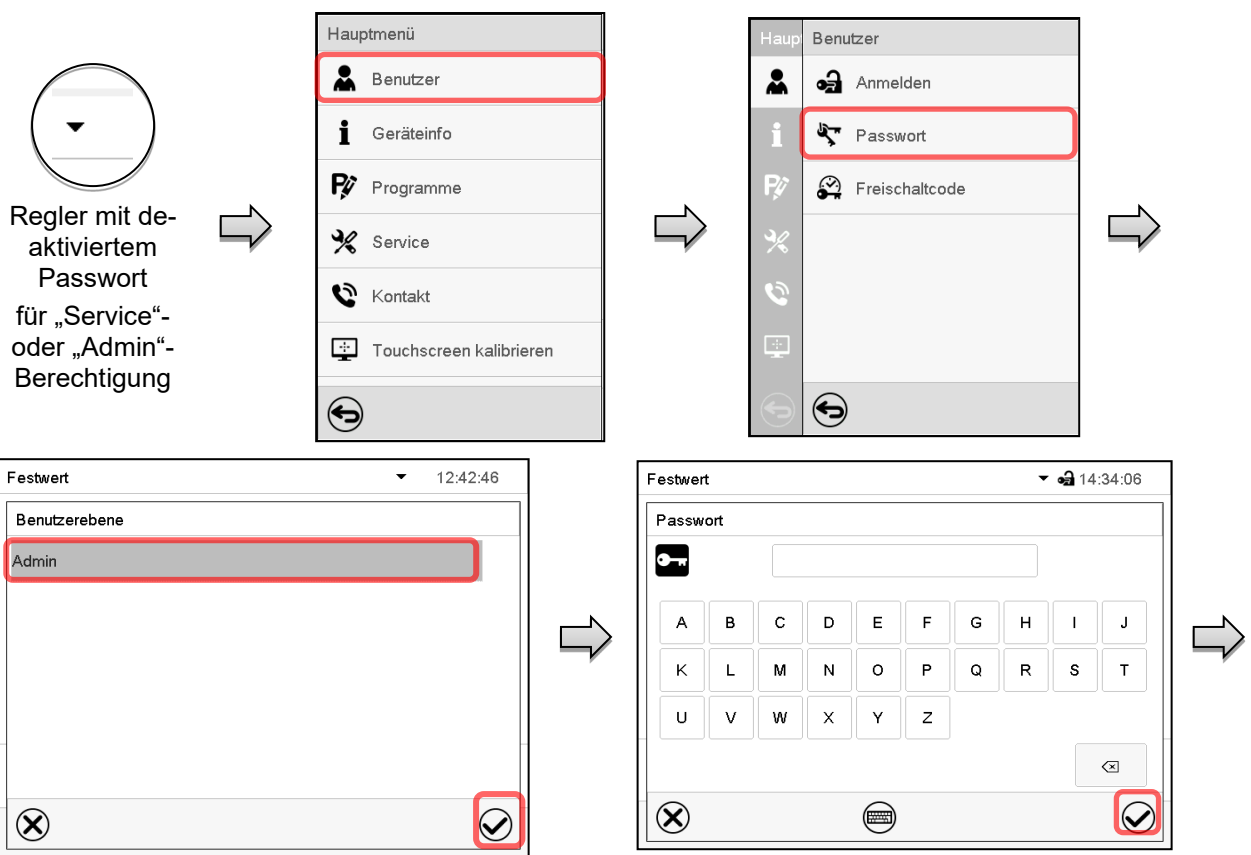 Regler mit de-
aktiviertem
Passwort
für „Service“-
oder „Admin“-
Berechtigung
Hauptmenü
Benutzer
Geräteinfo
Programme
Service
Kontakt
Touchscreen kalibrieren
Haup
Benutzer
Anmelden
Passwort
Freischaltcode
Festwert 12:42:46
Benutzerebene
Admin
Festwert 14:34:06
Passwort
A B C D E F G H I J
K L M N O P Q R S T
U V W X Y Z